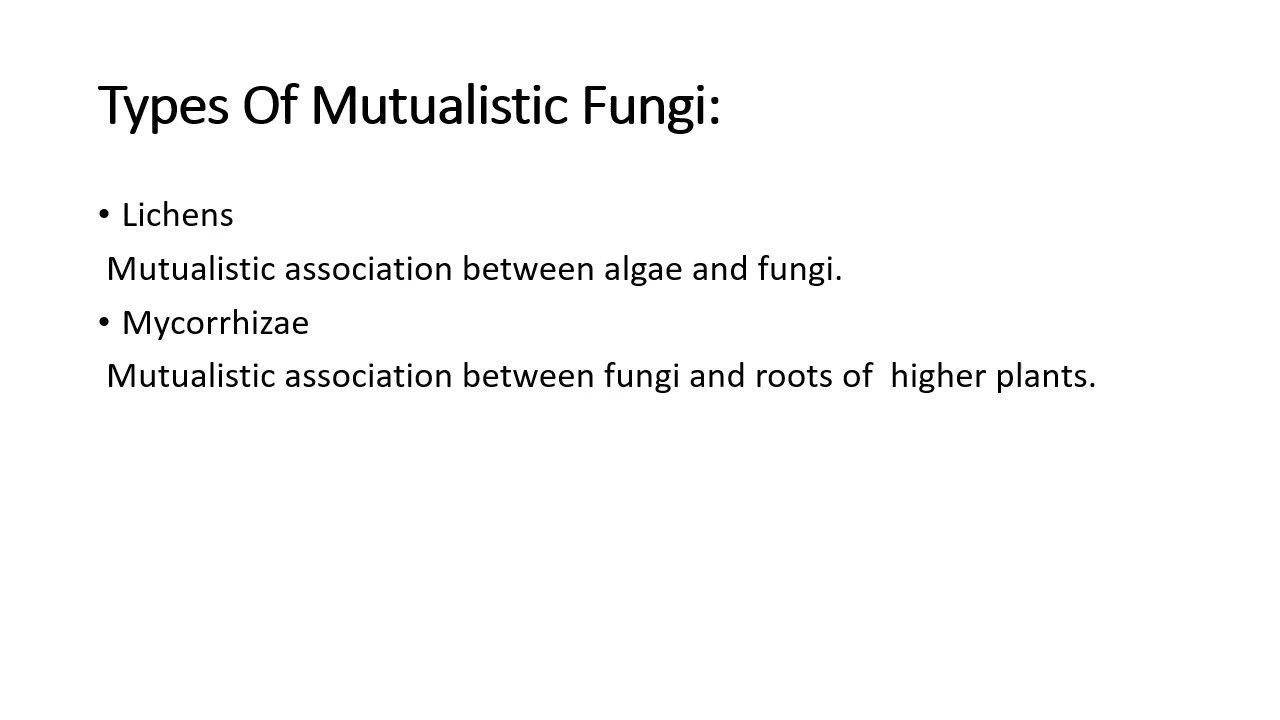 Types Of Mutualistic Fungi:
• Lichens
Mutualistic association between algae and fungi.
• Mycorrhizae
Mutualistic association between fungi and roots of  higher plants.